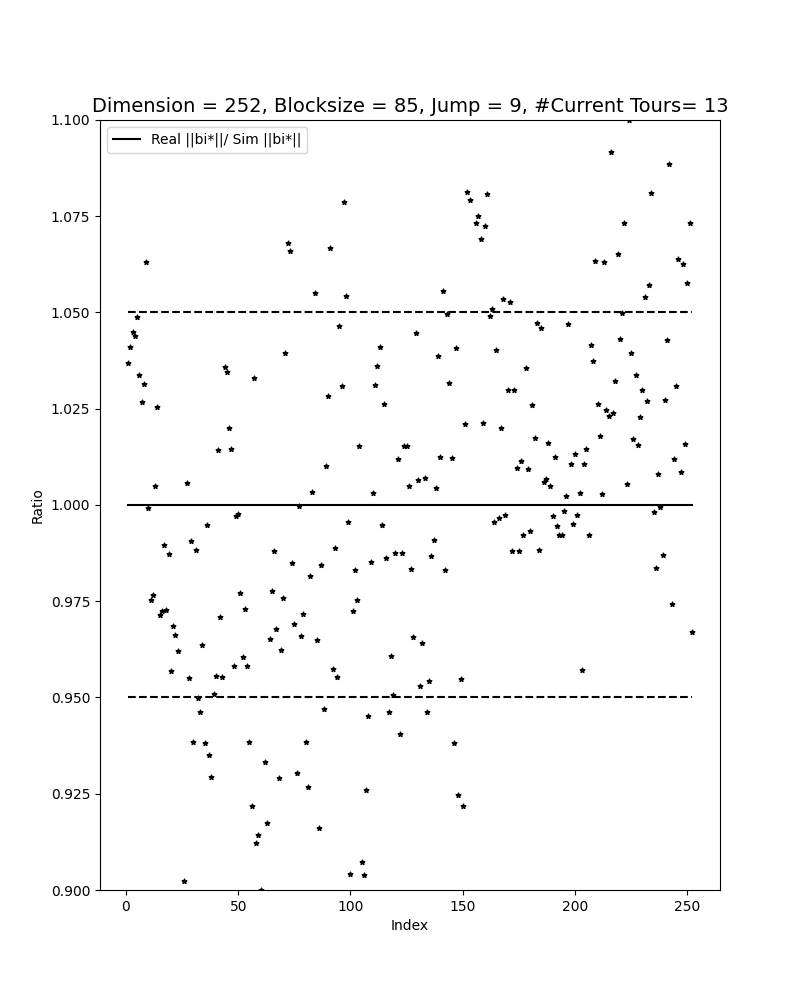 Dimension = 252, Blocksize = 85, Jump = 9, #Current Tours= 13
1.100
Real ||bi*||/ Sim ||bi*||
1.075
1.050
1.025
1.000
Ratio
0.975
0.950
0.925
0.900
0 50 100 150 200 250
Index